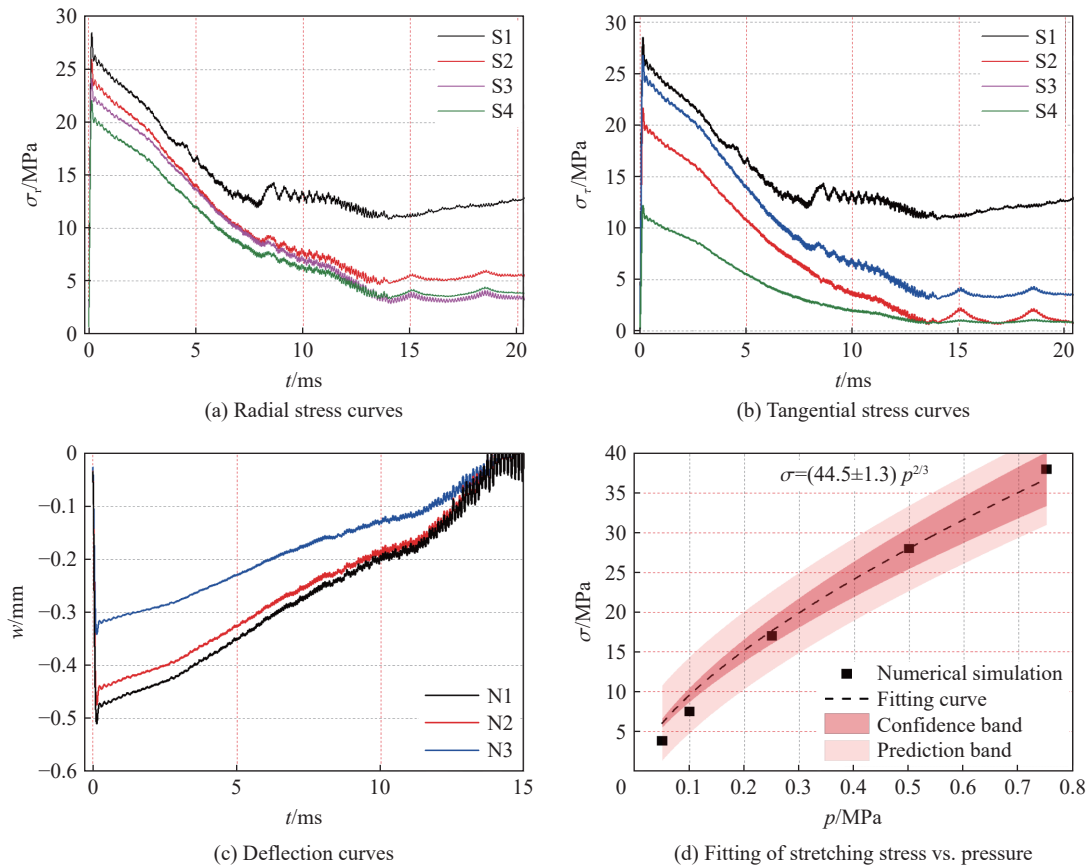 30
25
20
15
10
5
0
σr/MPa
S1
S2
S3
S4
0
5
10
15
20
t/ms
(a) Radial stress curves
30
25
20
15
10
5
0
στ/MPa
S1
S2
S3
S4
0
5
10
15
20
t/ms
(b) Tangential stress curves
0
−0.1
−0.2
−0.3
−0.4
−0.5
−0.6
w/mm
N1
N2
N3
0
5
10
15
t/ms
(c) Deflection curves
40
35
30
25
20
15
10
5
σ/MPa
σ=(44.5±1.3) p^2/3
Numerical simulation
Fitting curve
Confidence band
Prediction band
0
0.1
0.2
0.3
0.4
0.5
0.6
0.7
0.8
p/MPa
(d) Fitting of stretching stress vs. pressure